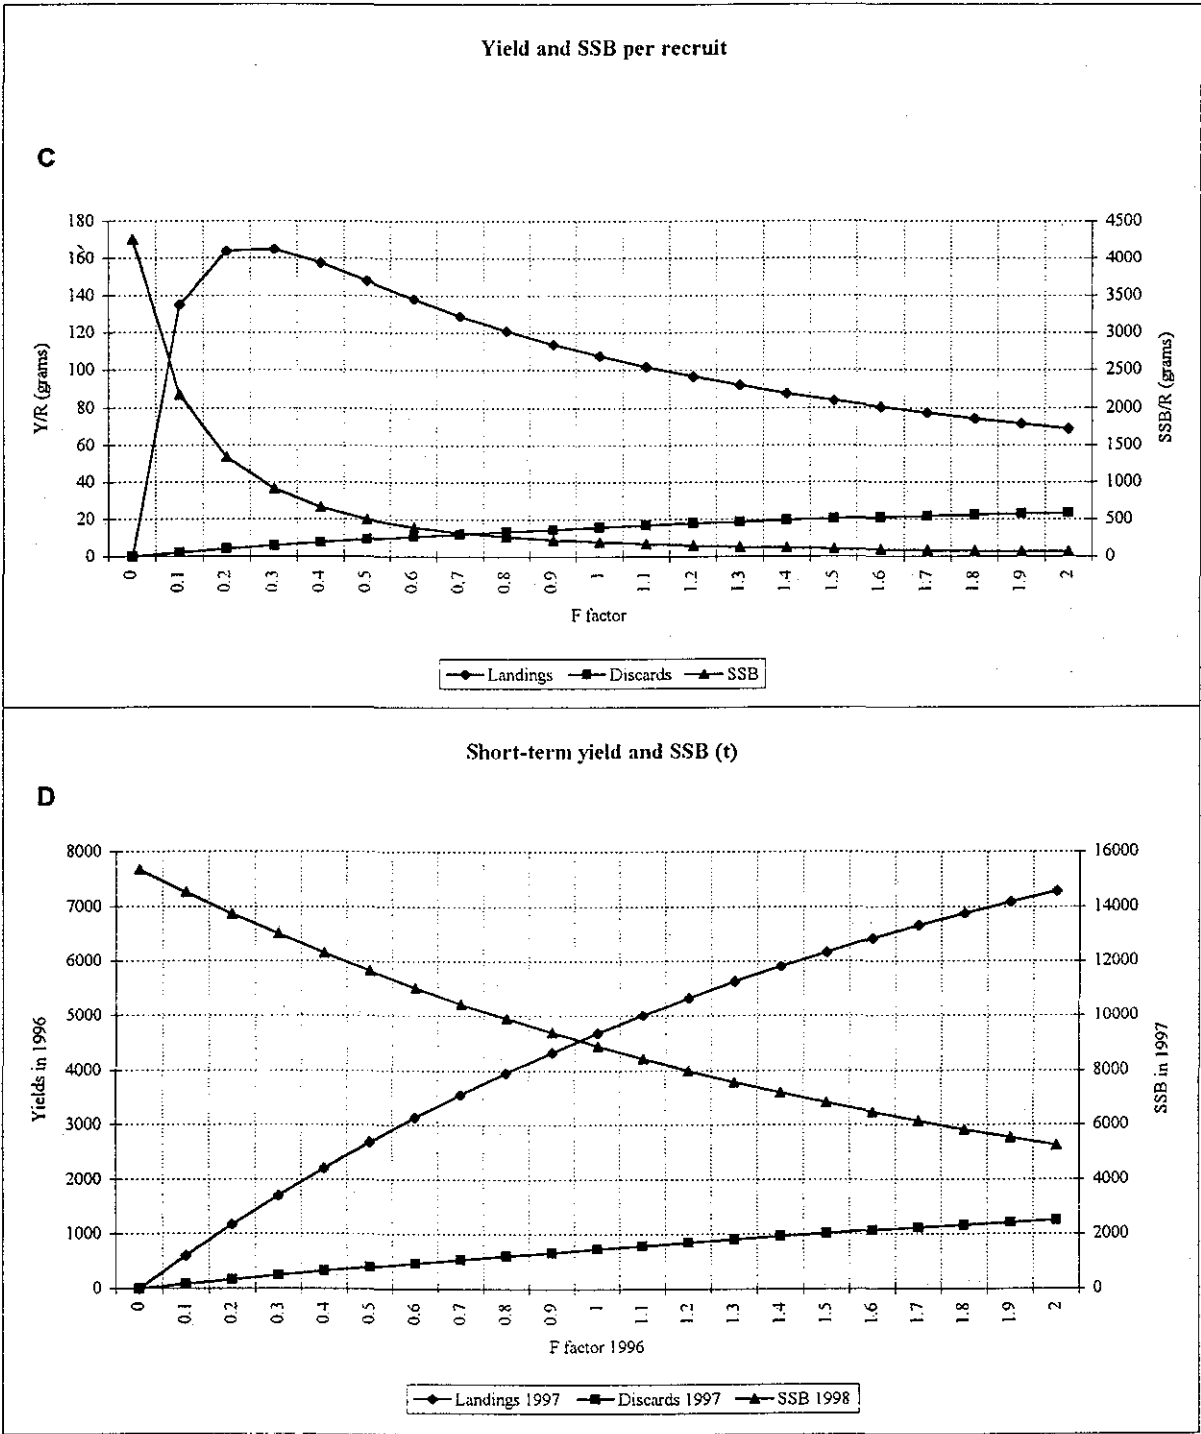 Yield and SSB per recruit
C
Y/R (grams)
180
160
140
120
100
80
60
40
20
0
4500
4000
3500
3000
2500
2000
1500
1000
500
0
SSB/R (grams)
0 0.1 0.2 0.3 0.4 0.5 0.6 0.7 0.8 0.9 1 1.1 1.2 1.3 1.4 1.5 1.6 1.7 1.8 1.9 2
F factor
Landings Discards SSB
Short-term yield and SSB (t)
D
Yields in 1996
8000
7000
6000
5000
4000
3000
2000
1000
0
16000
14000
12000
10000
8000
6000
4000
2000
0
SSB in 1997
0 0.1 0.2 0.3 0.4 0.5 0.6 0.7 0.8 0.9 1 1.1 1.2 1.3 1.4 1.5 1.6 1.7 1.8 1.9 2
F factor 1996
Landings 1997 Discards 1997 SSB 1998